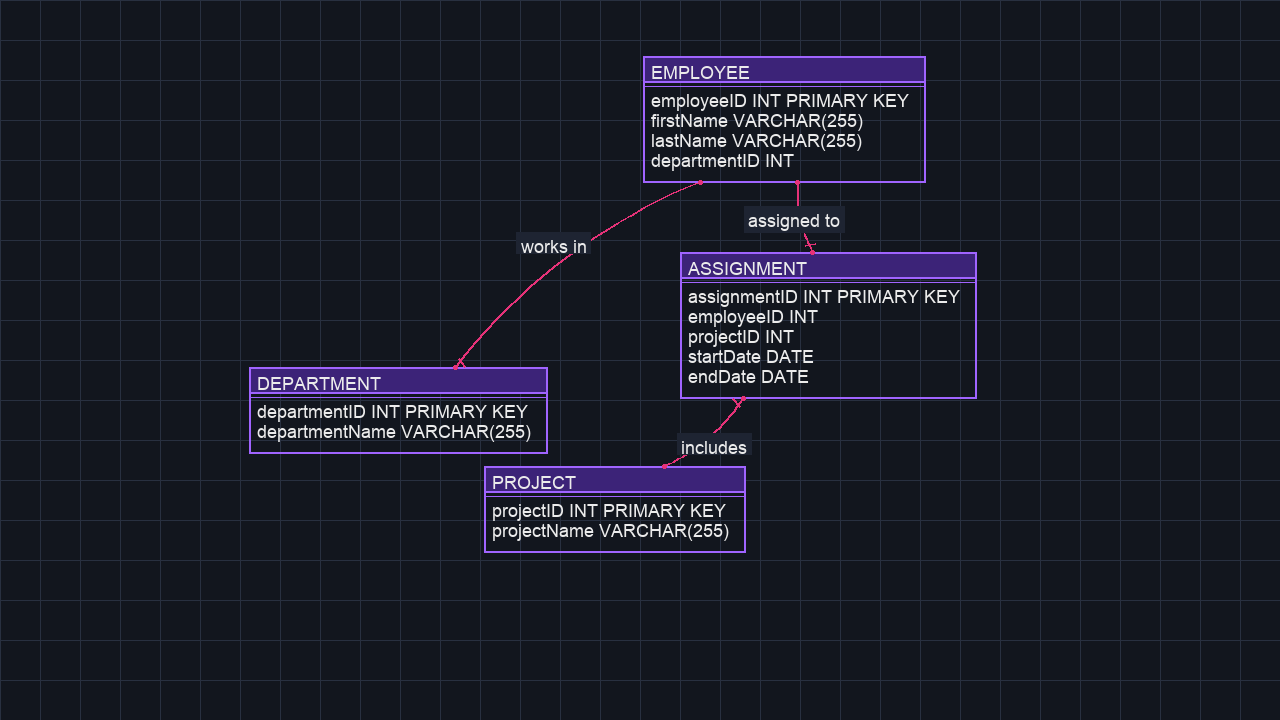 EMPLOYEE
employeeID INT PRIMARY KEY
firstName VARCHAR(255)
lastName VARCHAR(255)
departmentID INT
assigned to
works in
ASSIGNMENT
assignmentID INT PRIMARY KEY
employeeID INT
projectID INT
startDate DATE
endDate DATE
DEPARTMENT
departmentID INT PRIMARY KEY
departmentName VARCHAR(255)
includes
PROJECT
projectID INT PRIMARY KEY
projectName VARCHAR(255)